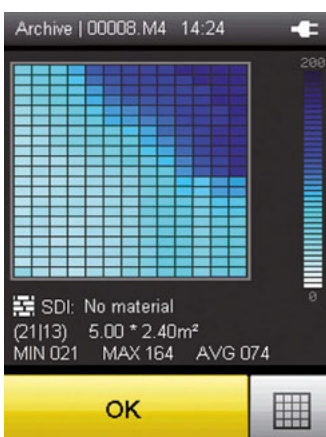 Archive | 00008.M4 14:24
200
0
SDI: No material
(21|13) 5.00 * 2.40m²
MIN 021 MAX 164 AVG 074
OK